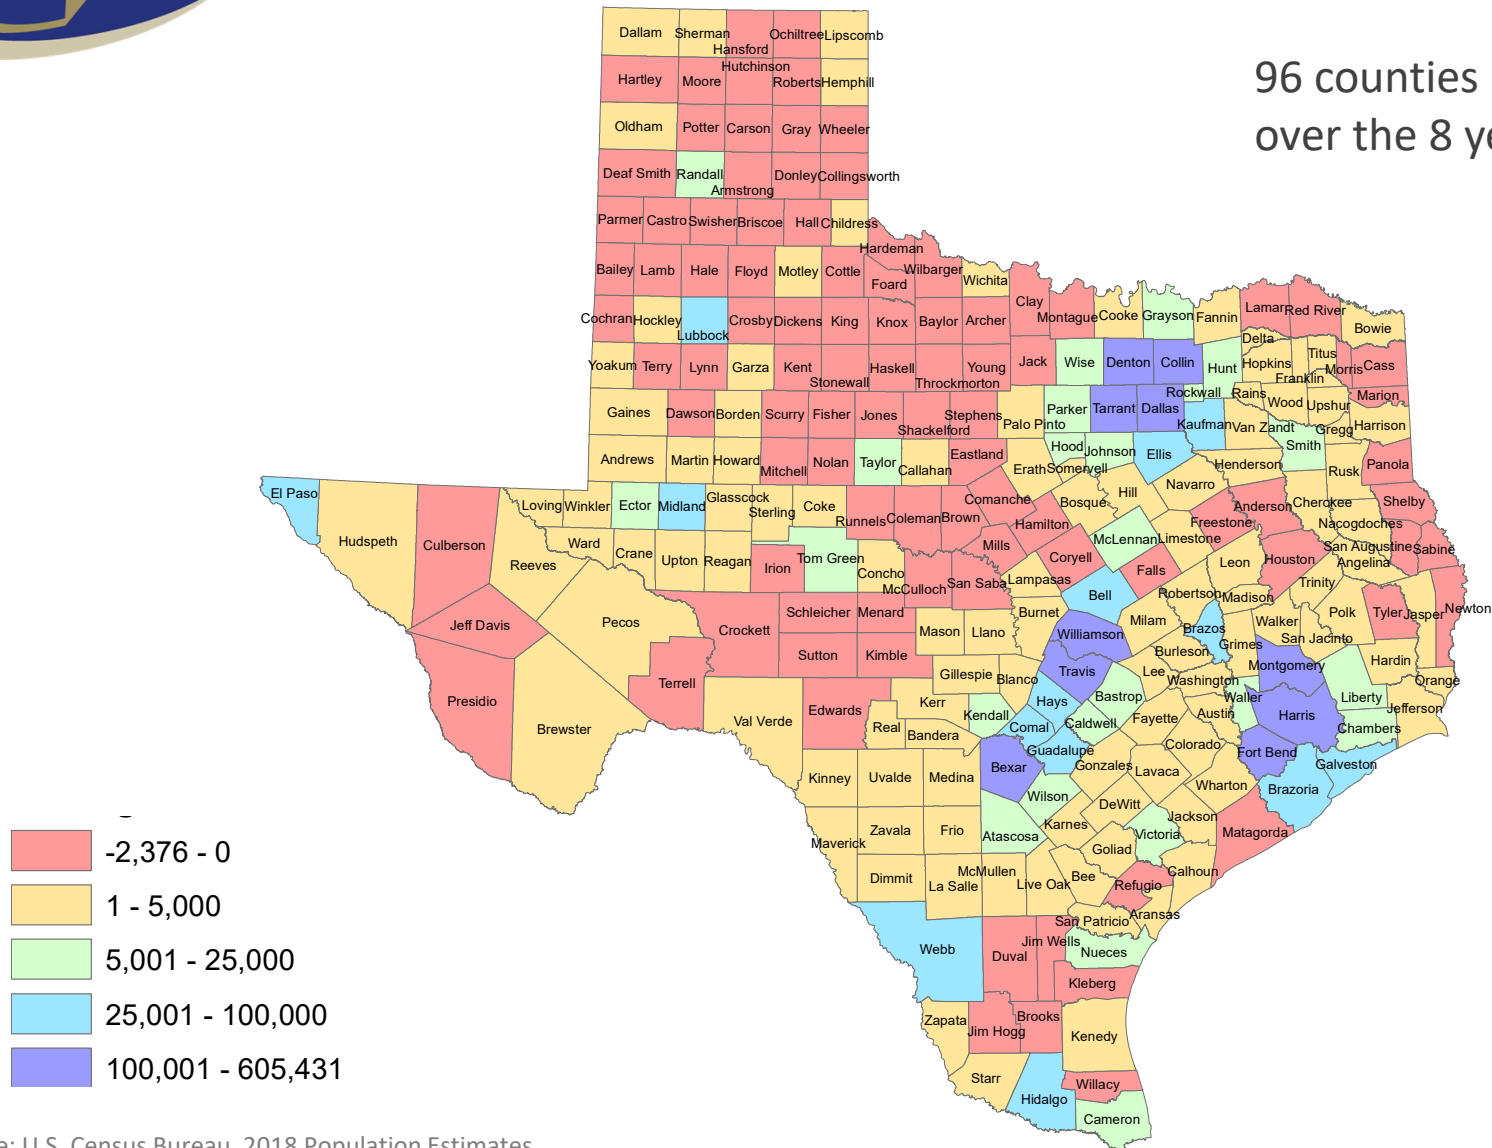 96 counties
over the 8 ye
Dallam Sherman Hansford Ochiltree Lipscomb
Hartley Moore Hutchinson Roberts Hemphill
Oldham Potter Carson Gray Wheeler
Deaf Smith Randall Armstrong Donley Collingsworth
Parmer Castro Swisher Briscoe Hall Childress
Hardeman
Bailey Lamb Hale Floyd Motley Cottle Foard Wilbarger Wichita
Cochran Hockley Lubbock Crosby Dickens King Knox Baylor Archer Clay Montague Cooke Grayson Fannin Lamar Red River Bowie
Delta
Yoakum Terry Lynn Garza Kent Stonewall Haskell Throckmorton Young Jack Wise Denton Collin Hunt Hopkins Franklin Titus Morris Cass
Gaines Dawson Borden Scurry Fisher Jones Shackelford Stephens Palo Pinto Parker Tarrant Dallas Rockwall Rains Wood Upshur Marion
Kaufman Van Zandt Gregg Harrison
Andrews Martin Howard Mitchell Nolan Taylor Callahan Eastland Erath Hood Somervell Johnson Ellis Henderson Smith Rusk Panola
El Paso Hudspeth Culberson Loving Winkler Ector Midland Glasscock Sterling Coke Runnels Coleman Brown Comanche Hamilton Bosque Hill Navarro Freestone Anderson Cherokee Nacogdoches Shelby
Reeves Ward Crane Upton Reagan Irion Tom Green Concho McCulloch San Saba Mills Lampasas Coryell McLennan Limestone Falls Leon Houston San Augustine Sabine
Angelina Trinity
Jeff Davis Pecos Crockett Schleicher Menard Mason Llano Burnet Bell Milam Robertson Madison Brazos Walker Polk Tyler Jasper Newton
Grimes San Jacinto
Presidio Brewster Terrell Sutton Kimble Gillespie Blanco Williamson Travis Burleson Lee Washington Montgomery Hardin Orange
Val Verde Edwards Kerr Real Bandera Kendall Hays Comal Bastrop Caldwell Fayette Austin Waller Harris Liberty Chambers Jefferson
Kinney Uvalde Medina Bexar Guadalupe Gonzales Lavaca Colorado Fort Bend Galveston
Wilson Wharton Brazoria
Maverick Zavala Frio Atascosa Karnes DeWitt Jackson Matagorda
Victoria Goliad
Dimmit La Salle McMullen Live Oak Bee Refugio Calhoun
San Patricio Aransas
Webb Duval Jim Wells Nueces
Kleberg
Zapata Jim Hogg Brooks Kenedy
Starr Hidalgo Willacy
Cameron
-2,376 - 0
1 - 5,000
5,001 - 25,000
25,001 - 100,000
100,001 - 605,431
e: U.S. Census Bureau, 2018 Population Estimates